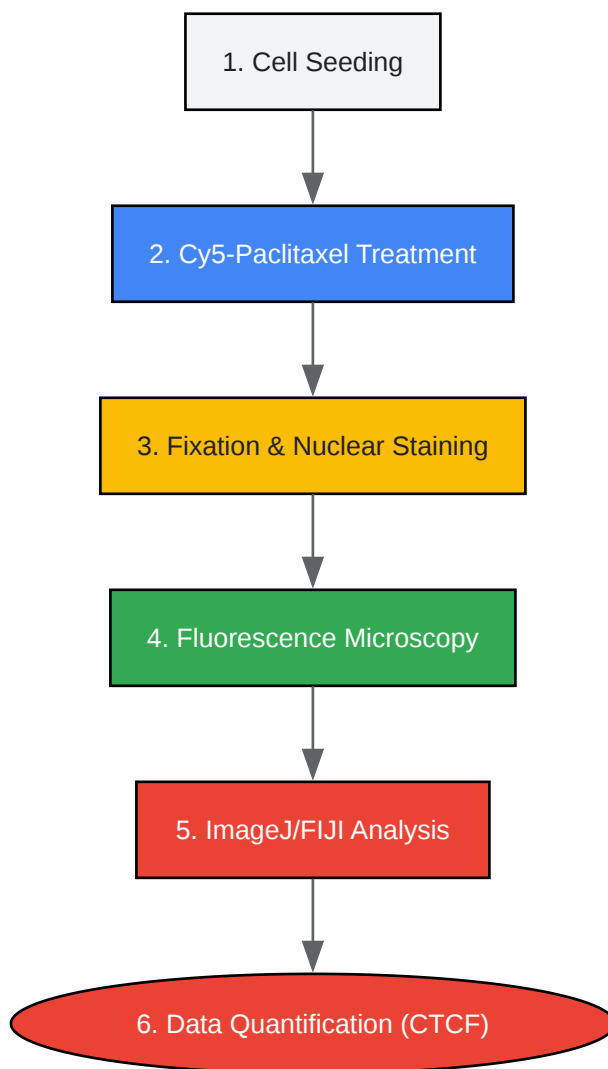 1. Cell Seeding
2. Cy5-Paclitaxel Treatment
3. Fixation & Nuclear Staining
4. Fluorescence Microscopy
5. ImageJ/FIJI Analysis
6. Data Quantification (CTCF)